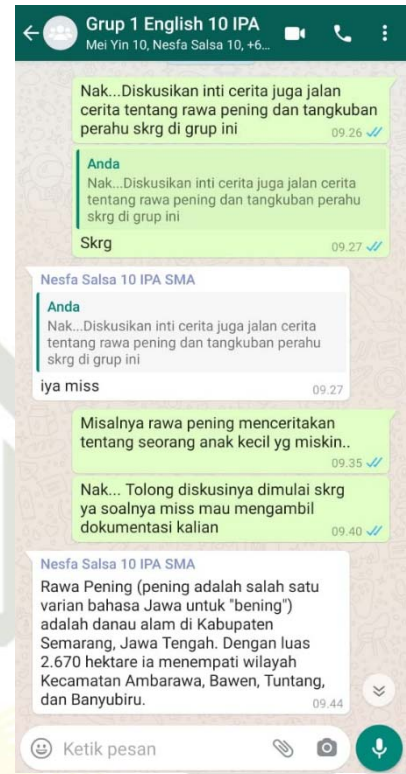 Grup 1 English 10 IPA
Mei Yin 10, Nesfa Salsa 10, +6...
Nak...Diskusikan inti cerita juga jalan
cerita tentang rawa pening dan tangkuban
perahu skrg di grup ini
09.26
Anda
Nak...Diskusikan inti cerita juga jalan cerita
tentang rawa pening dan tangkuban perahu
skrg di grup ini
Skrg
09.27
Nesfa Salsa 10 IPA SMA
Anda
Nak...Diskusikan inti cerita juga jalan cerita
tentang rawa pening dan tangkuban perahu
skrg di grup ini
iya miss
09.27
Misalnya rawa pening menceritakan
tentang seorang anak kecil yg miskin..
09.35
Nak... Tolong diskusinya dimulai skrg
ya soalnya miss mau mengambil
dokumentasi kalian
09.40
Nesfa Salsa 10 IPA SMA
Rawa Pening (pening adalah salah satu
varian bahasa Jawa untuk "bening")
adalah danau alam di Kabupaten
Semarang, Jawa Tengah. Dengan luas
2.670 hektare ia menempati wilayah
Kecamatan Ambarawa, Bawen, Tuntang,
dan Banyubiru.
09.44
Ketik pesan